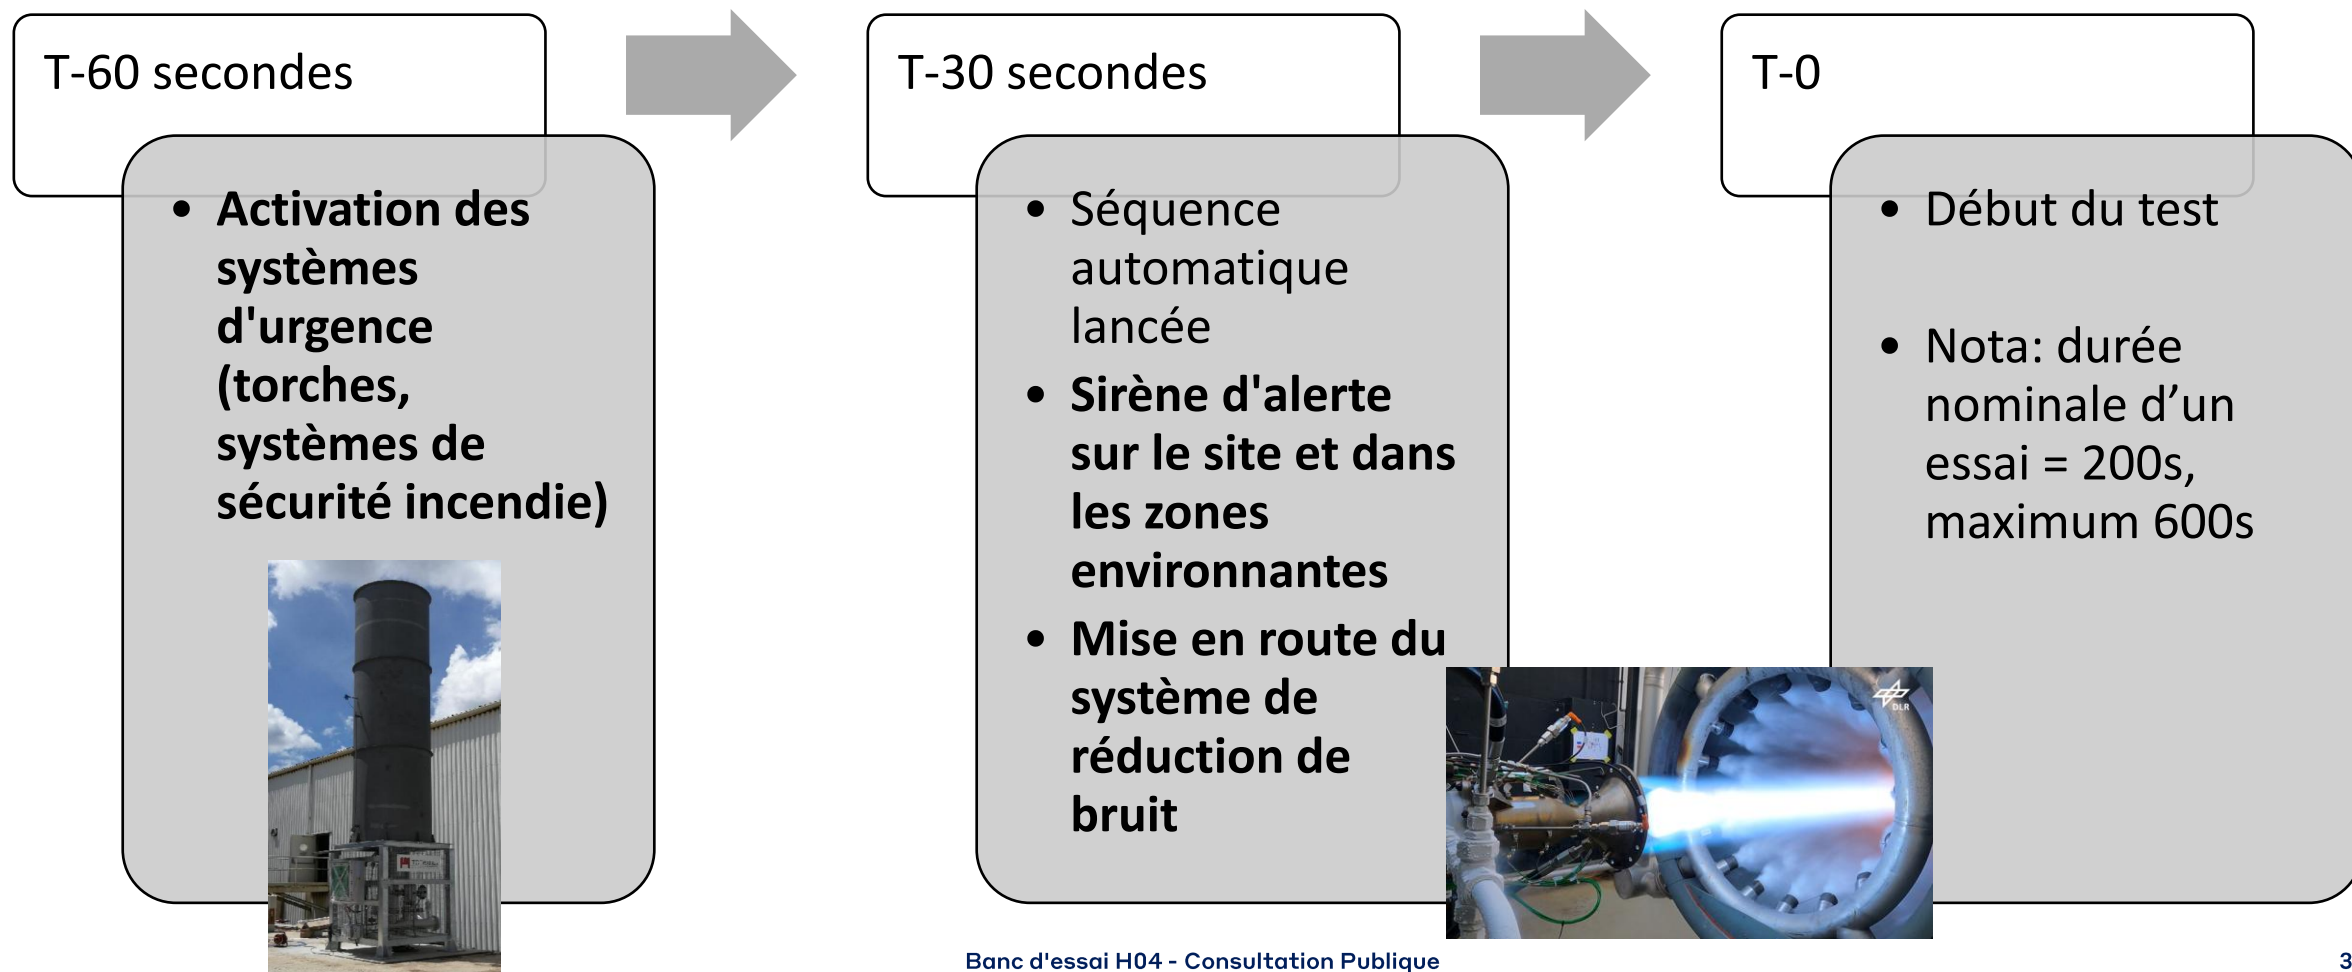 T-60 secondes
• Activation des
systèmes
d'urgence
(torches,
systèmes de
sécurité incendie)
T-30 secondes
• Séquence
automatique
lancée
• Sirène d'alerte
sur le site et dans
les zones
environnantes
• Mise en route du
système de
réduction de
bruit
T-0
• Début du test
• Nota: durée
nominale d’un
essai = 200s,
maximum 600s
DLR
Banc d'essai H04 - Consultation Publique
3